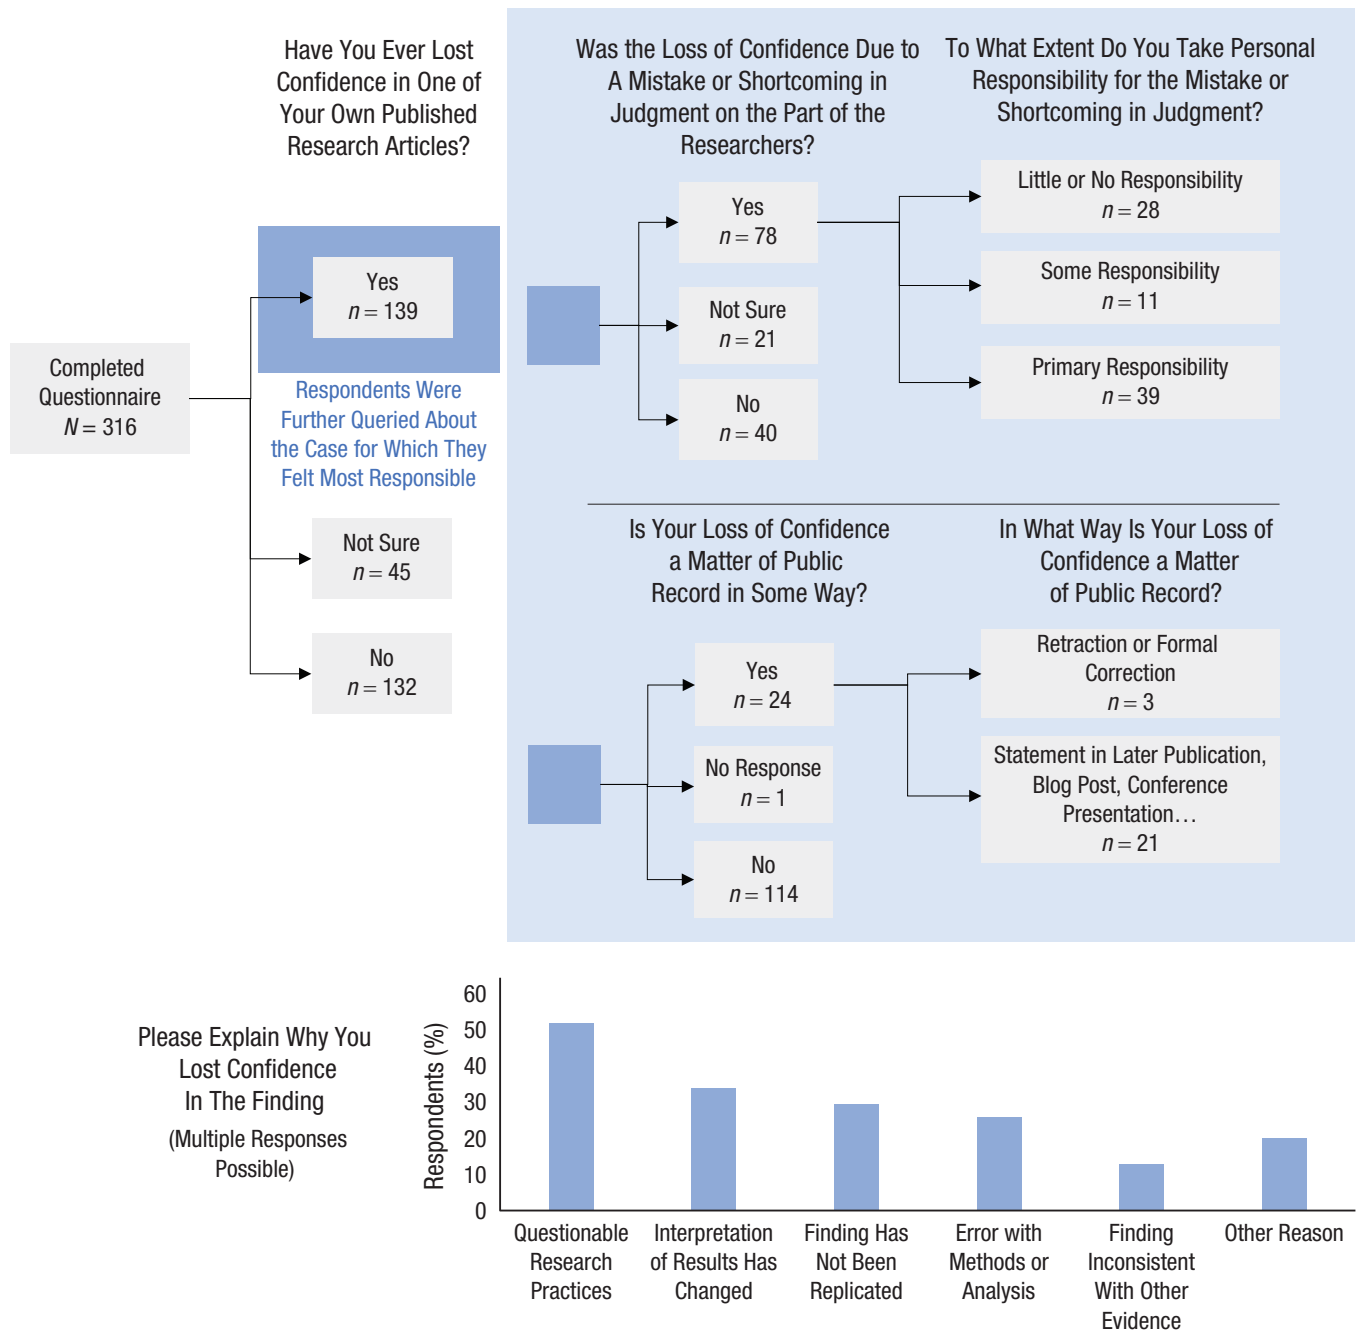 Have You Ever Lost
Confidence in One of
Your Own Published
Research Articles?
Completed
Questionnaire
N = 316
Yes
n = 139
Respondents Were
Further Queried About
the Case for Which They
Felt Most Responsible
Not Sure
n = 45
No
n = 132
Was the Loss of Confidence Due to
A Mistake or Shortcoming in
Judgment on the Part of the
Researchers?
Yes
n = 78
Not Sure
n = 21
No
n = 40
To What Extent Do You Take Personal
Responsibility for the Mistake or
Shortcoming in Judgment?
Little or No Responsibility
n = 28
Some Responsibility
n = 11
Primary Responsibility
n = 39
Is Your Loss of Confidence
a Matter of Public
Record in Some Way?
Yes
n = 24
No Response
n = 1
No
n = 114
In What Way Is Your Loss of
Confidence a Matter
of Public Record?
Retraction or Formal
Correction
n = 3
Statement in Later Publication,
Blog Post, Conference
Presentation…
n = 21
Please Explain Why You
Lost Confidence
In The Finding
(Multiple Responses
Possible)
Respondents (%)
60
50
40
30
20
10
0
Questionable
Research
Practices
Interpretation
of Results Has
Changed
Finding Has
Not Been
Replicated
Error with
Methods or
Analysis
Finding
Inconsistent
With Other
Evidence
Other Reason